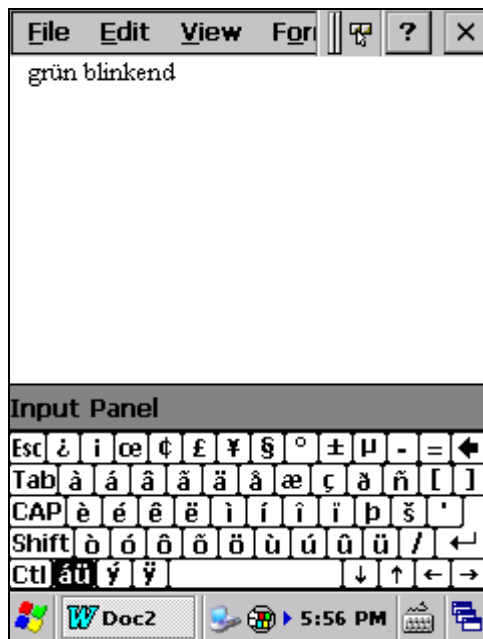 File Edit View For ? ×
grün blinkend
Input Panel
Esc ¿ ¡ œ ¢ £ ¥ § ° ± µ - =
Tab à á â ã ä å æ ç ð ñ [ ]
CAP è é ê ë ì í î ï þ š '
Shift ò ó ô õ ö ù ú û ü /
Ctl áü ý ÿ ↓ ↑ ← →
Doc2 5:56 PM